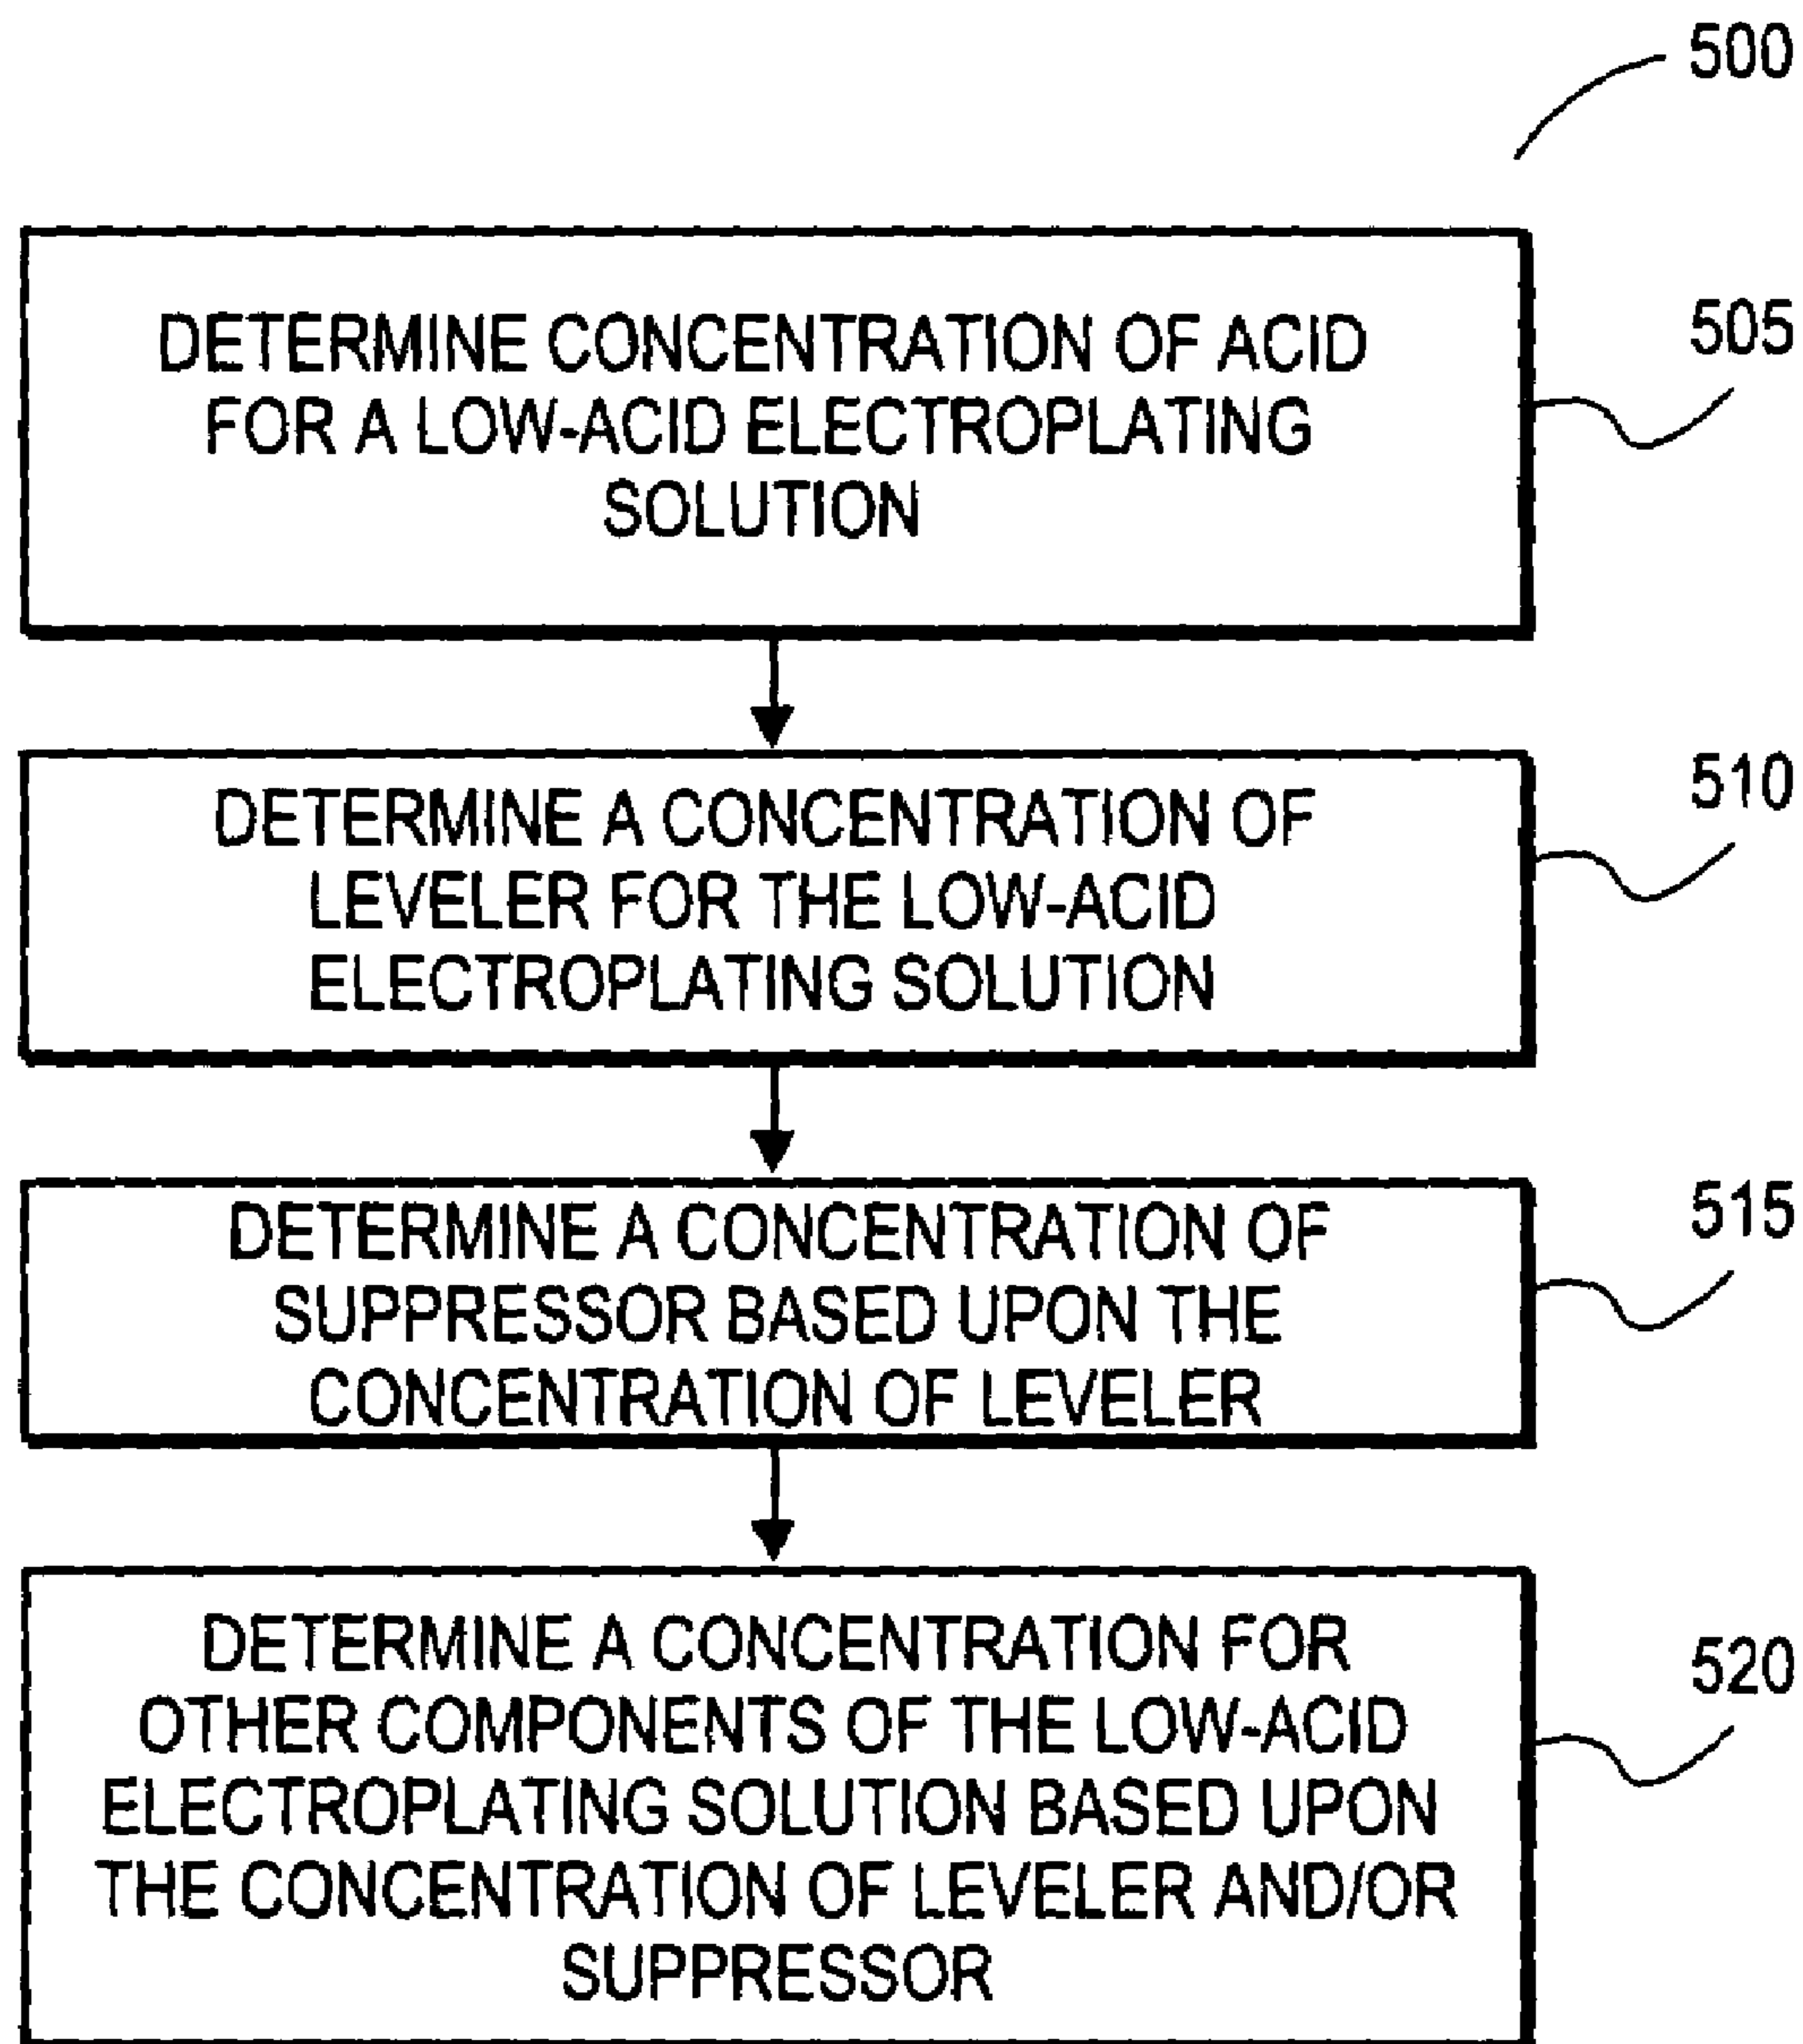 500
DETERMINE CONCENTRATION OF ACID
FOR A LOW-ACID ELECTROPLATING
SOLUTION
505
DETERMINE A CONCENTRATION OF
LEVELER FOR THE LOW-ACID
ELECTROPLATING SOLUTION
510
DETERMINE A CONCENTRATION OF
SUPPRESSOR BASED UPON THE
CONCENTRATION OF LEVELER
515
DETERMINE A CONCENTRATION FOR
OTHER COMPONENTS OF THE LOW-ACID
ELECTROPLATING SOLUTION BASED UPON
THE CONCENTRATION OF LEVELER AND/OR
SUPPRESSOR
520